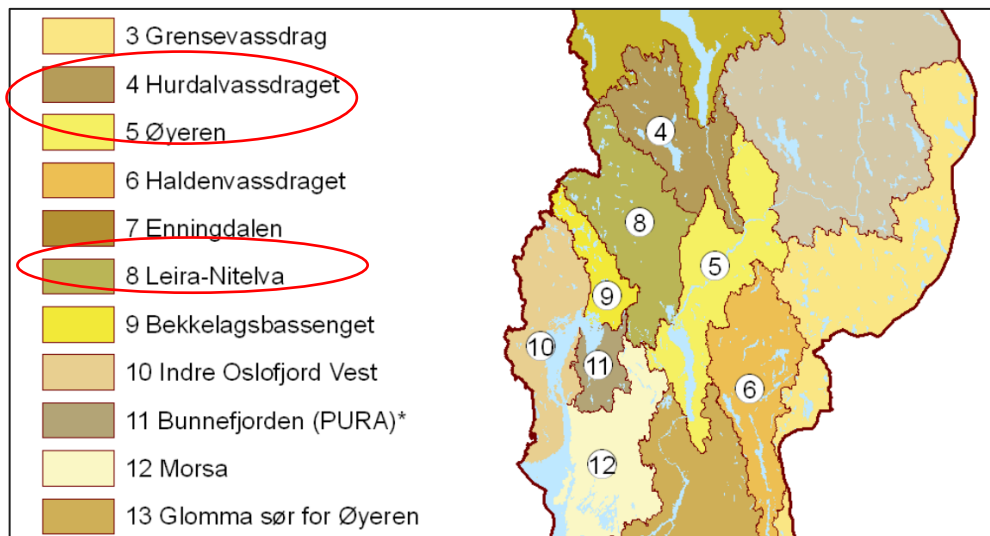 3 Grensevassdrag
4 Hurdalvassdraget
5 Øyeren
6 Haldenvassdraget
7 Enningdalen
8 Leira-Nitelva
9 Bekkelagsbassenget
10 Indre Oslofjord Vest
11 Bunnefjorden (PURA)*
12 Morsa
13 Glomma sør for Øyeren
4
8
5
9
10
11
6
12